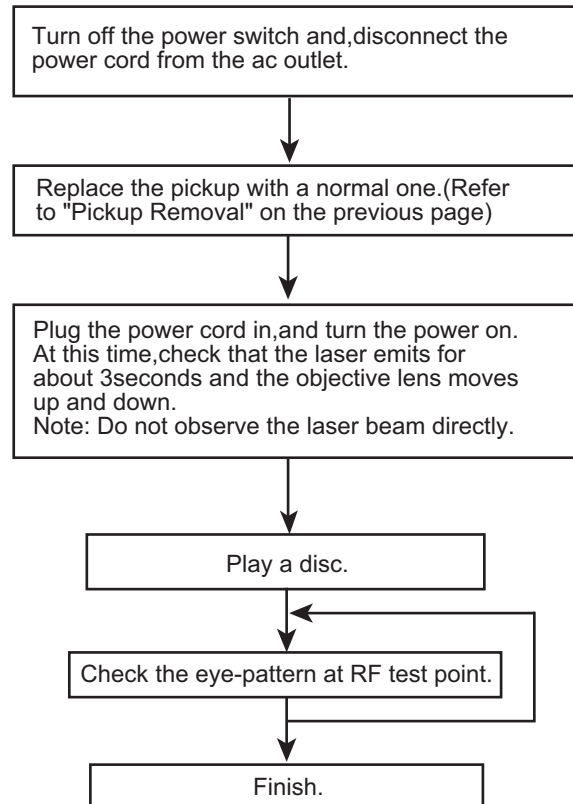 Turn off the power switch and,disconnect the
power cord from the ac outlet.
Replace the pickup with a normal one.(Refer
to "Pickup Removal" on the previous page)
Plug the power cord in,and turn the power on.
At this time,check that the laser emits for
about 3seconds and the objective lens moves
up and down.
Note: Do not observe the laser beam directly.
Play a disc.
Check the eye-pattern at RF test point.
Finish.